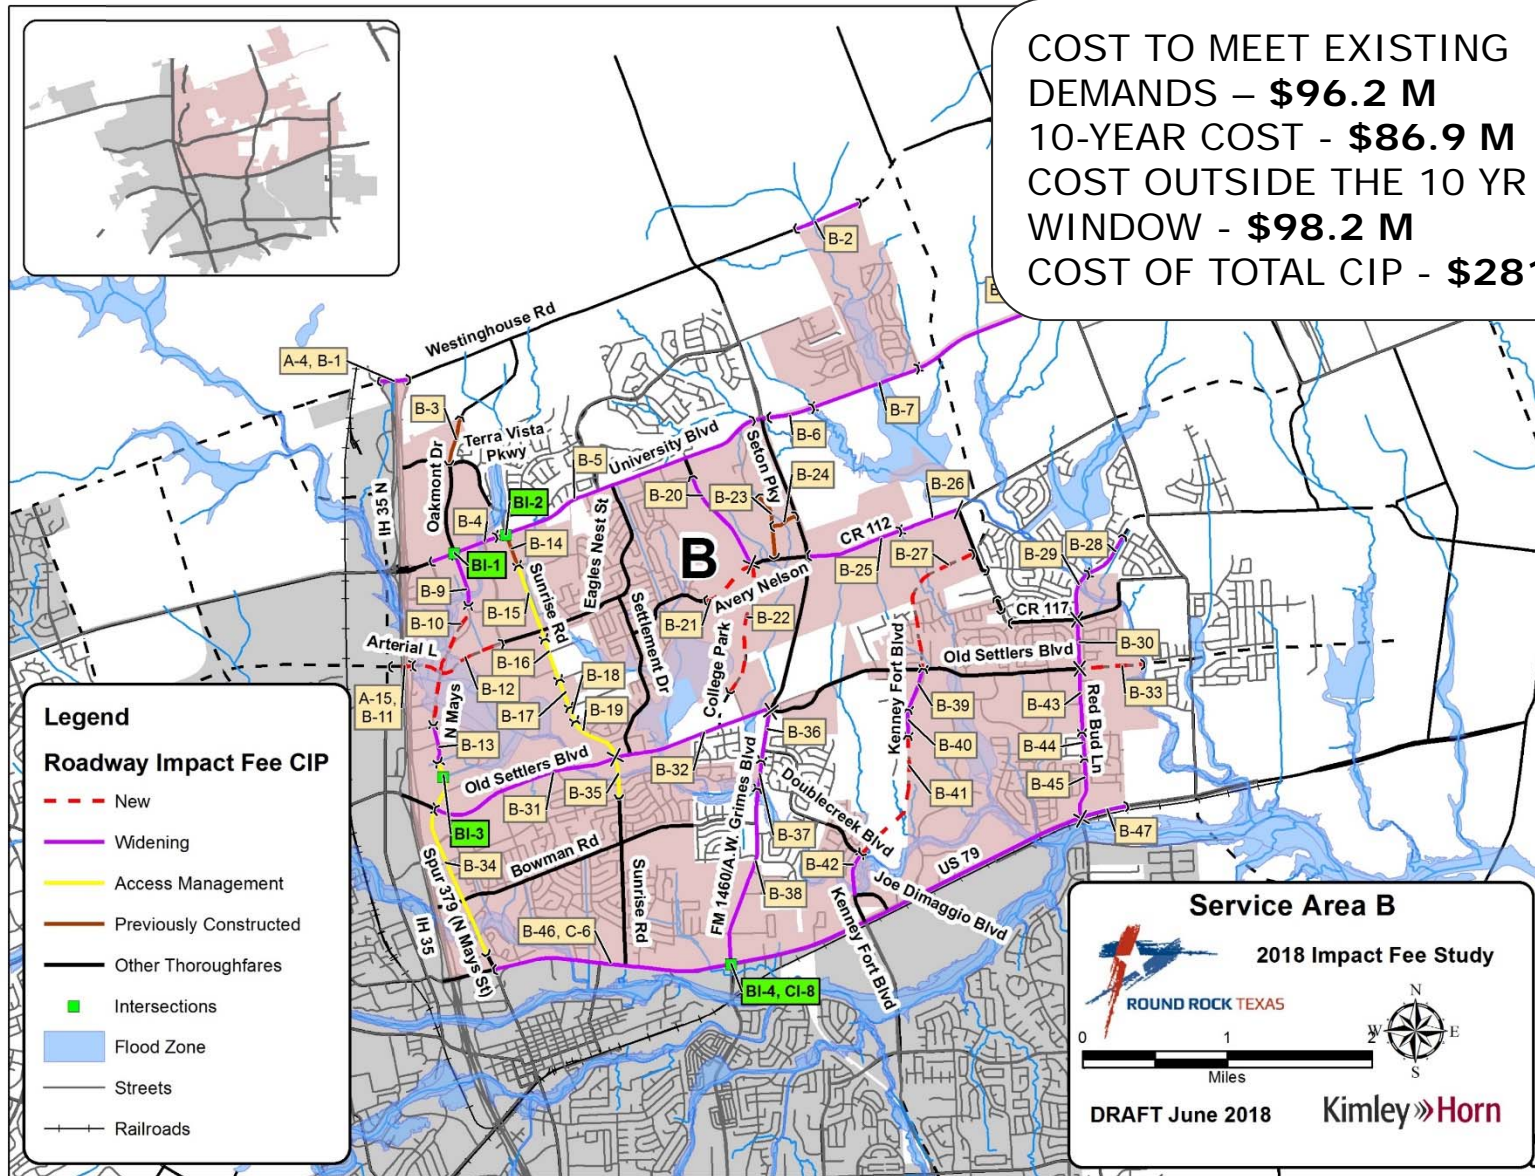 COST TO MEET EXISTING
DEMANDS – $96.2 M
10-YEAR COST - $86.9 M
COST OUTSIDE THE 10 YR
WINDOW - $98.2 M
COST OF TOTAL CIP - $281
B-2
Westinghouse Rd
A-4, B-1
B-3
Terra Vista
Pkwy
Oakmont Dr
IH 35 N
B-5
University Blvd
B-6
B-7
Seton Pky
B-24
B-20
B-23
B-26
BI-2
B-4
B-14
BI-1
Eagles Nest St
B
CR 112
B-27
B-25
B-29
B-28
B-9
B-15
Sunrise Rd
Avery Nelson
B-10
B-21
B-22
CR 117
Arterial L
B-16
Settlement Dr
College Park
Old Settlers Blvd
B-30
A-15,
B-11
B-12
B-18
B-17
B-19
Kenney Fort Blvd
B-39
B-43
B-33
Red Bud Ln
N Mays
B-13
B-36
B-40
B-44
Old Settlers Blvd
B-32
B-31
B-35
FM 1460/A.W. Grimes Blvd
Doublecreek Blvd
B-41
B-45
BI-3
B-37
B-47
B-34
Bowman Rd
B-42
US 79
Spur 379 (N Mays St)
Sunrise Rd
B-38
Joe Dimaggio Blvd
IH 35
B-46, C-6
Kenney Fort Blvd
BI-4, CI-8
Legend
Roadway Impact Fee CIP
New
Widening
Access Management
Previously Constructed
Other Thoroughfares
Intersections
Flood Zone
Streets
Railroads
Service Area B
2018 Impact Fee Study
ROUND ROCK TEXAS
N
W E
S
0 1 2
Miles
DRAFT June 2018
Kimley»Horn